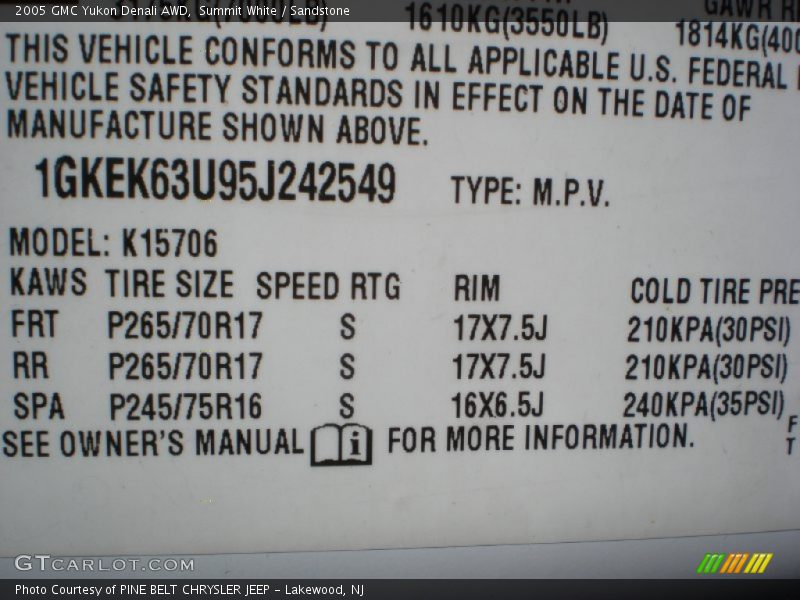 2005 GMC Yukon Denali AWD, Summit White / Sandstone
1610KG(3550LB)
GAWR
1814KG(400
THIS VEHICLE CONFORMS TO ALL APPLICABLE U.S. FEDERAL
VEHICLE SAFETY STANDARDS IN EFFECT ON THE DATE OF
MANUFACTURE SHOWN ABOVE.
1GKEK63U95J242549 TYPE: M.P.V.
MODEL: K15706
KAWS TIRE SIZE SPEED RTG RIM COLD TIRE PRE
FRT P265/70R17 S 17X7.5J 210KPA(30PSI)
RR P265/70R17 S 17X7.5J 210KPA(30PSI)
SPA P245/75R16 S 16X6.5J 240KPA(35PSI)
SEE OWNER'S MANUAL i FOR MORE INFORMATION.
F
T
GTCARLOT.COM
Photo Courtesy of PINE BELT CHRYSLER JEEP - Lakewood, NJ